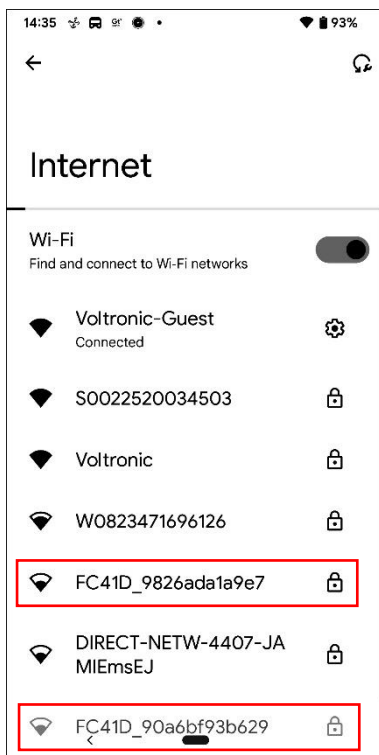 14:35 93%
Internet
Wi-Fi
Find and connect to Wi-Fi networks
Voltronic-Guest
Connected
S0022520034503
Voltronic
W0823471696126
FC41D_9826ada1a9e7
DIRECT-NETW-4407-JA
MIEmsEJ
FC41D_90a6bf93b629